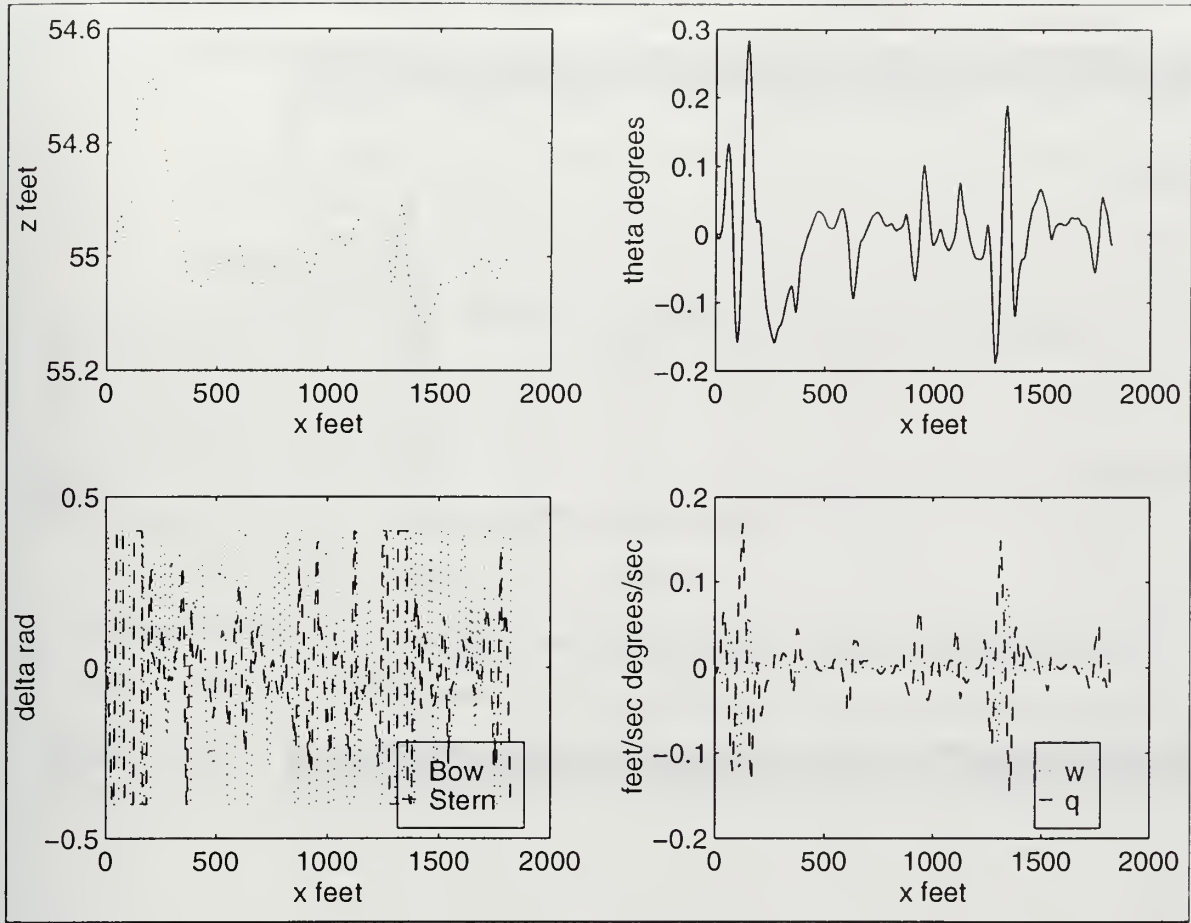 54.6
54.8
55
55.2
z feet
0 500 1000 1500 2000
x feet
0.3
0.2
0.1
0
−0.1
−0.2
theta degrees
0 500 1000 1500 2000
x feet
0.5
0
−0.5
delta rad
Bow
Stern
0 500 1000 1500 2000
x feet
0.2
0.1
0
−0.1
−0.2
feet/sec degrees/sec
w
q
0 500 1000 1500 2000
x feet